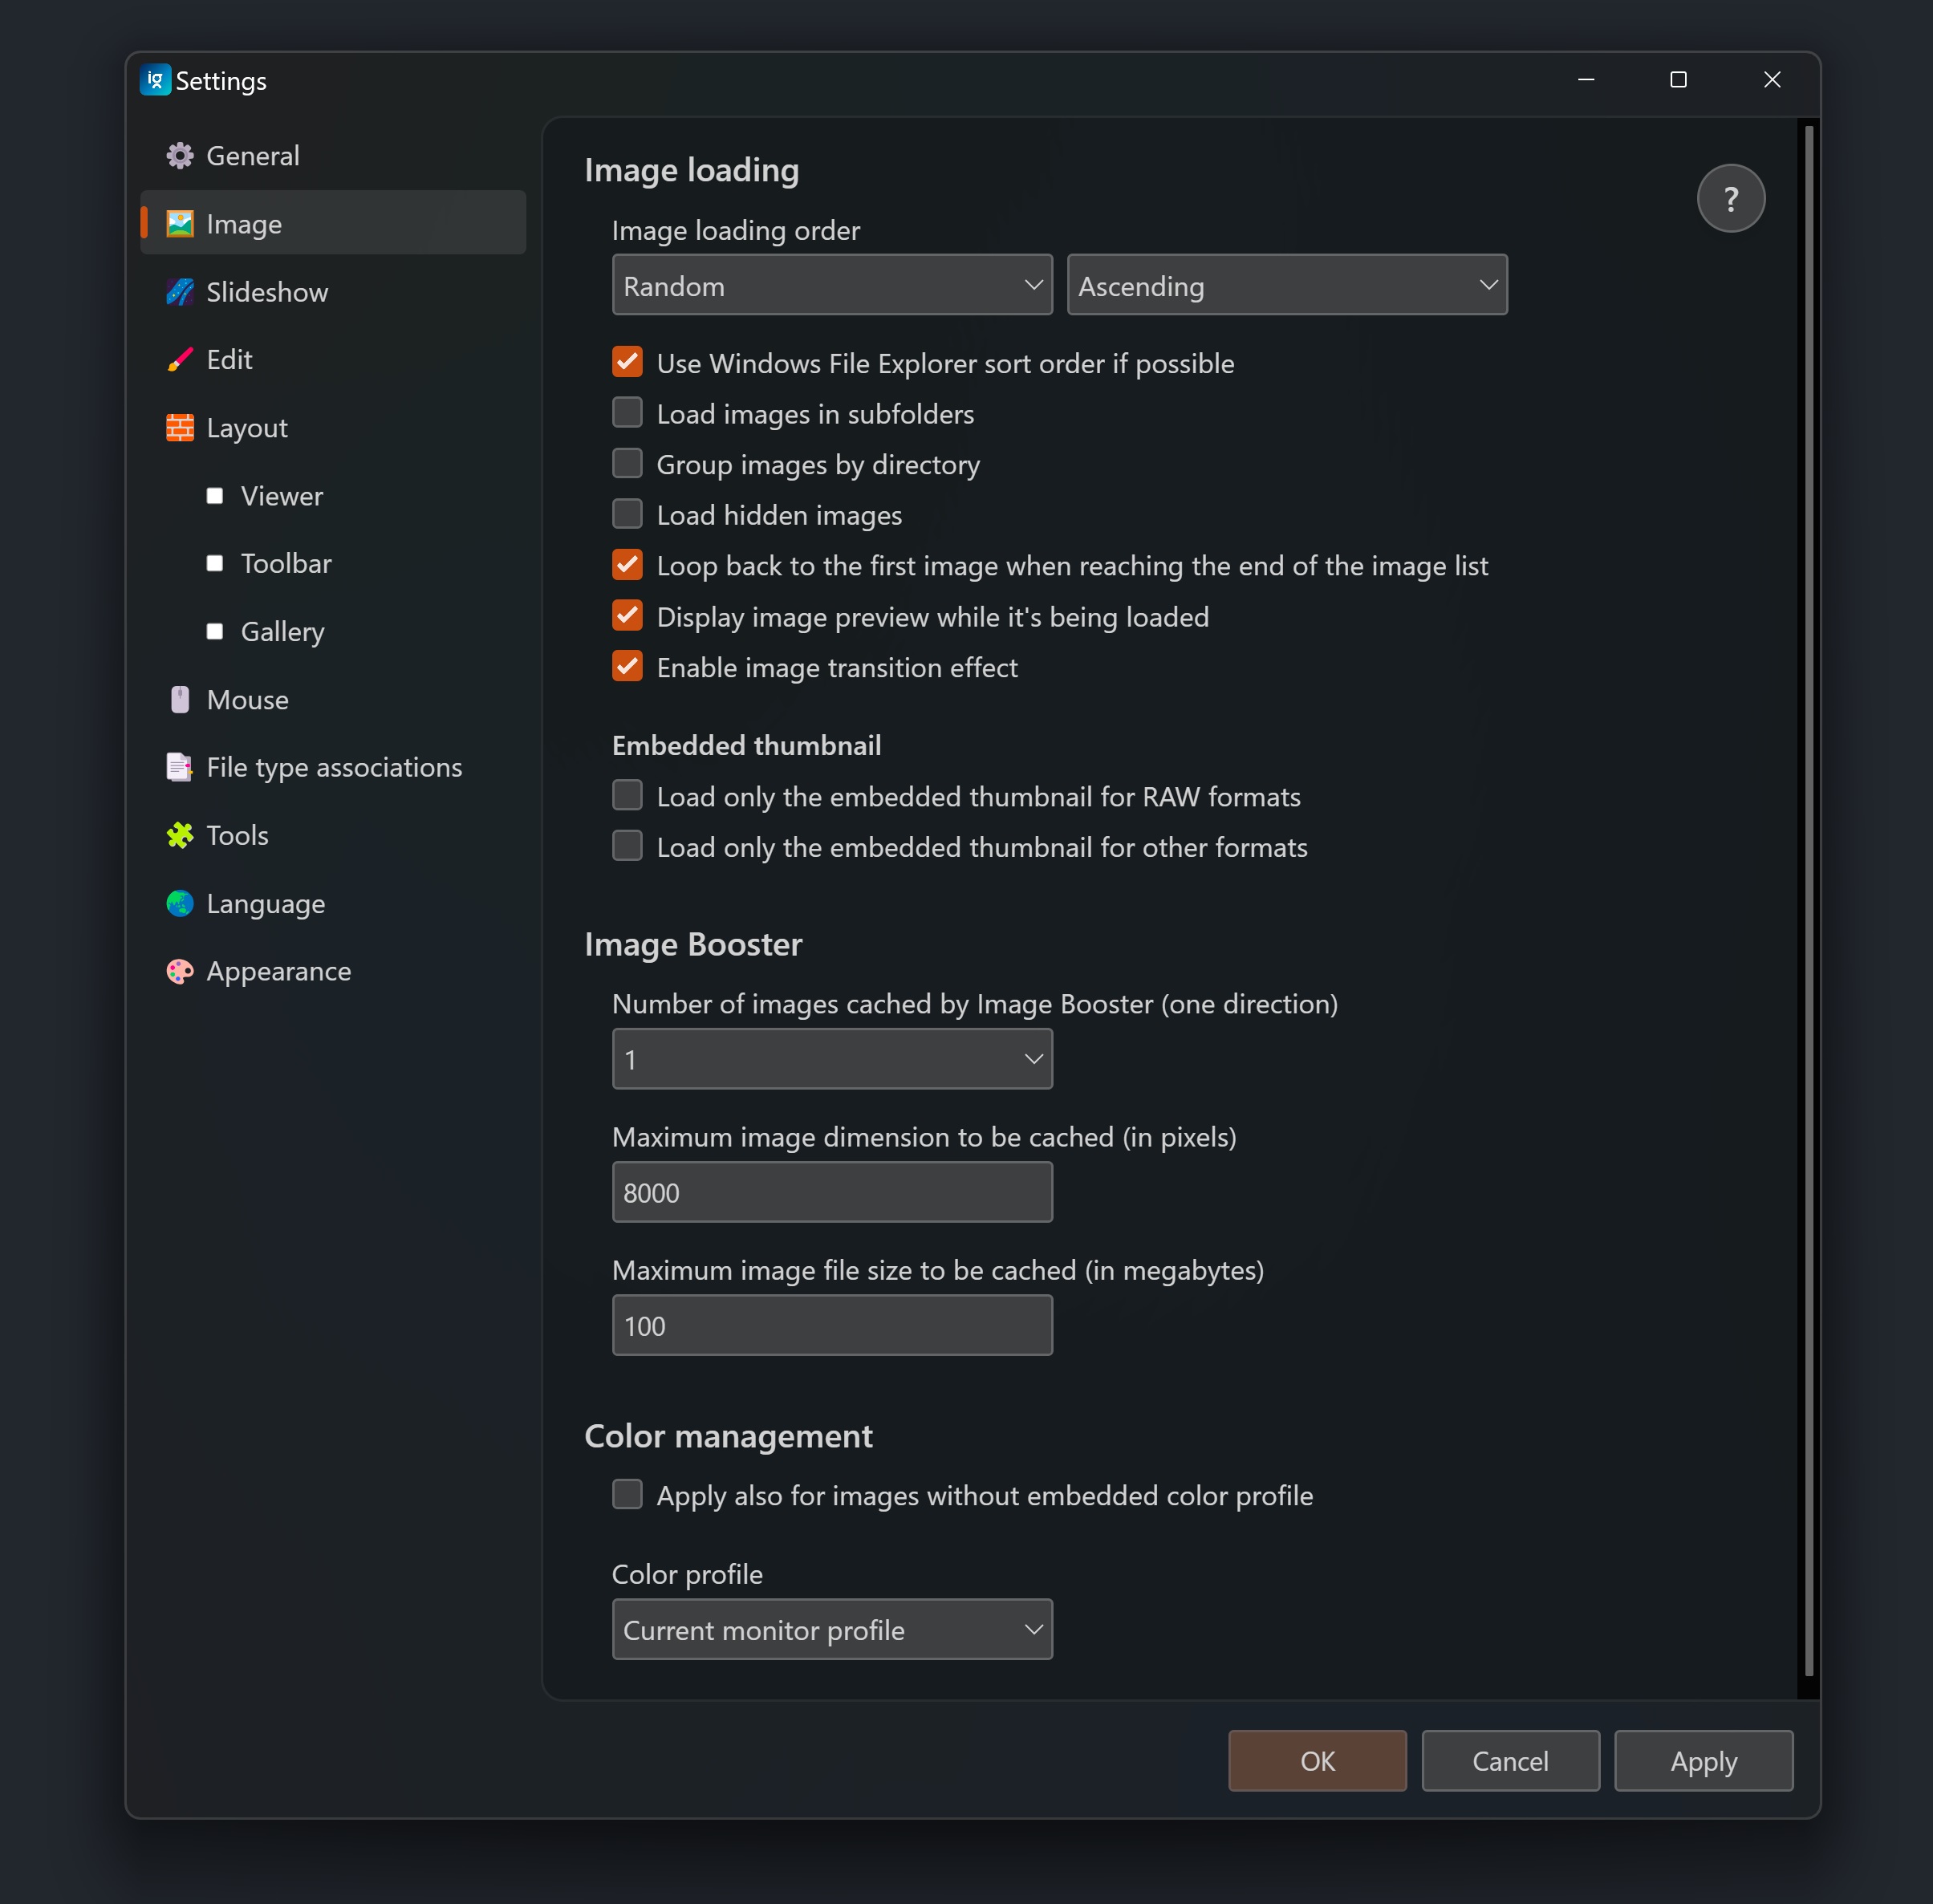 ig Settings
General
Image
Slideshow
Edit
Layout
Viewer
Toolbar
Gallery
Mouse
File type associations
Tools
Language
Appearance
Image loading
?
Image loading order
Random Ascending
Use Windows File Explorer sort order if possible
Load images in subfolders
Group images by directory
Load hidden images
Loop back to the first image when reaching the end of the image list
Display image preview while it's being loaded
Enable image transition effect
Embedded thumbnail
Load only the embedded thumbnail for RAW formats
Load only the embedded thumbnail for other formats
Image Booster
Number of images cached by Image Booster (one direction)
1
Maximum image dimension to be cached (in pixels)
8000
Maximum image file size to be cached (in megabytes)
100
Color management
Apply also for images without embedded color profile
Color profile
Current monitor profile
OK Cancel Apply